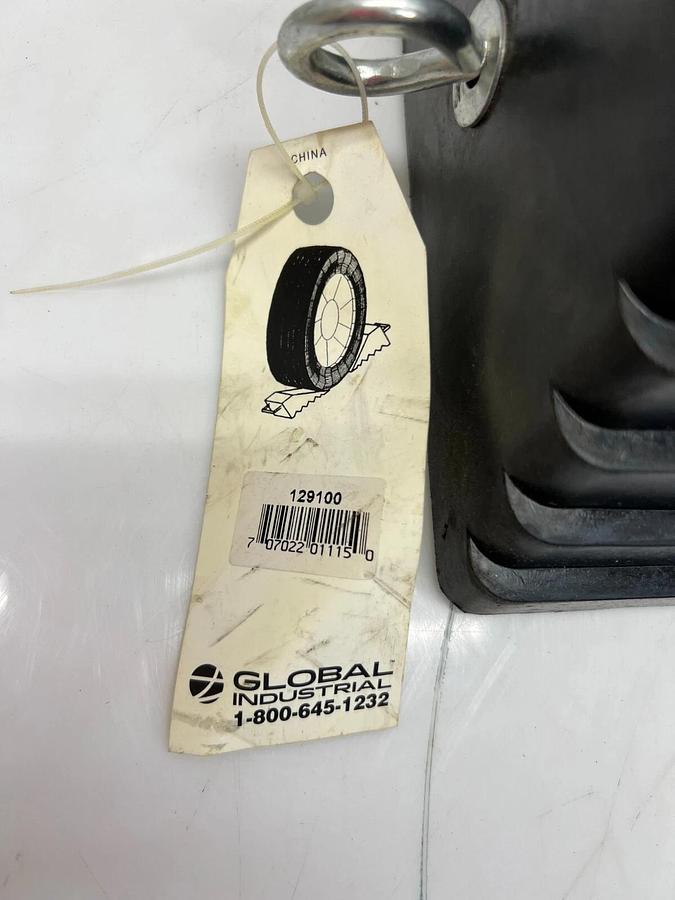 CHINA
129100
7 07022 01115 0
GLOBAL
INDUSTRIAL
1-800-645-1232